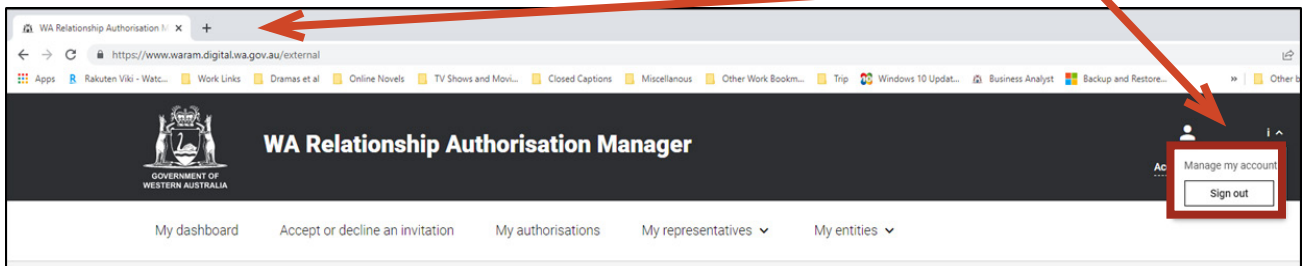 WA Relationship Authorisation M
https://www.waram.digital.wa.gov.au/external
Apps Rakuten Viki - Watc... Work Links Dramas et al Online Novels TV Shows and Movi... Closed Captions Miscellanous Other Work Bookm... Trip Windows 10 Updat... Business Analyst Backup and Restore... » Other b
GOVERNMENT OF
WESTERN AUSTRALIA
WA Relationship Authorisation Manager
i
Ac
Manage my account
Sign out
My dashboard Accept or decline an invitation My authorisations My representatives My entities